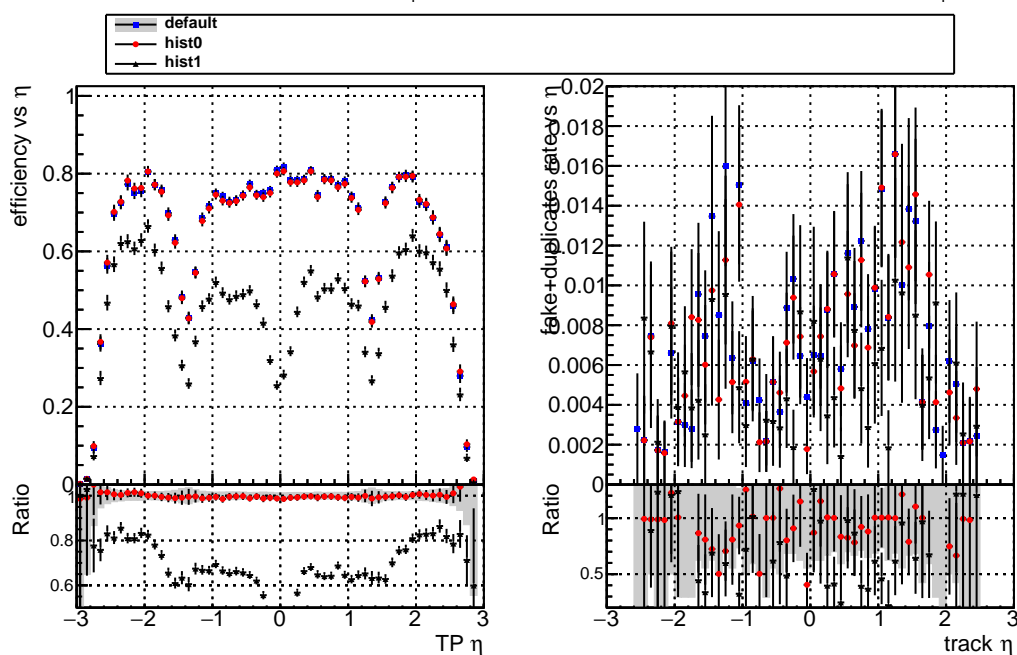 default
hist0
hist1
efficiency vs η
1
0.8
0.6
0.4
0.2
0
Ratio
1
0.8
0.6
−3 −2 −1 0 1 2 3
TP η
fake+duplicates rate vs η
0.02
0.018
0.016
0.014
0.012
0.01
0.008
0.006
0.004
0.002
0
Ratio
1
0.5
−3 −2 −1 0 1 2 3
track η